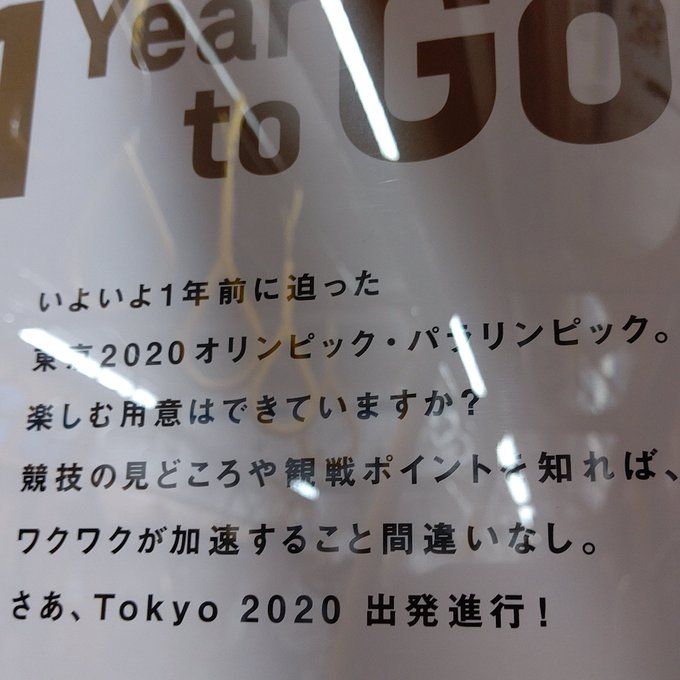 1 Year
to Go
いよいよ1年前に迫った
東京2020オリンピック・パラリンピック。
楽しむ用意はできていますか?
競技の見どころや観戦ポイントを知れば、
ワクワクが加速すること間違いなし。
さあ、Tokyo 2020 出発進行!